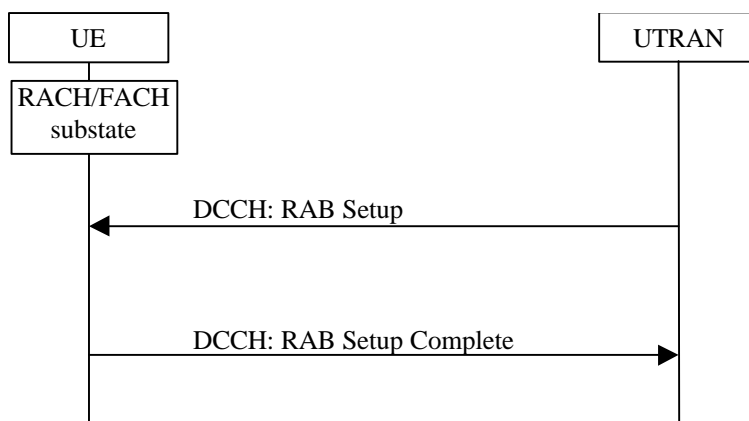 UE
UTRAN
RACH/FACH
substate
DCCH: RAB Setup
DCCH: RAB Setup Complete